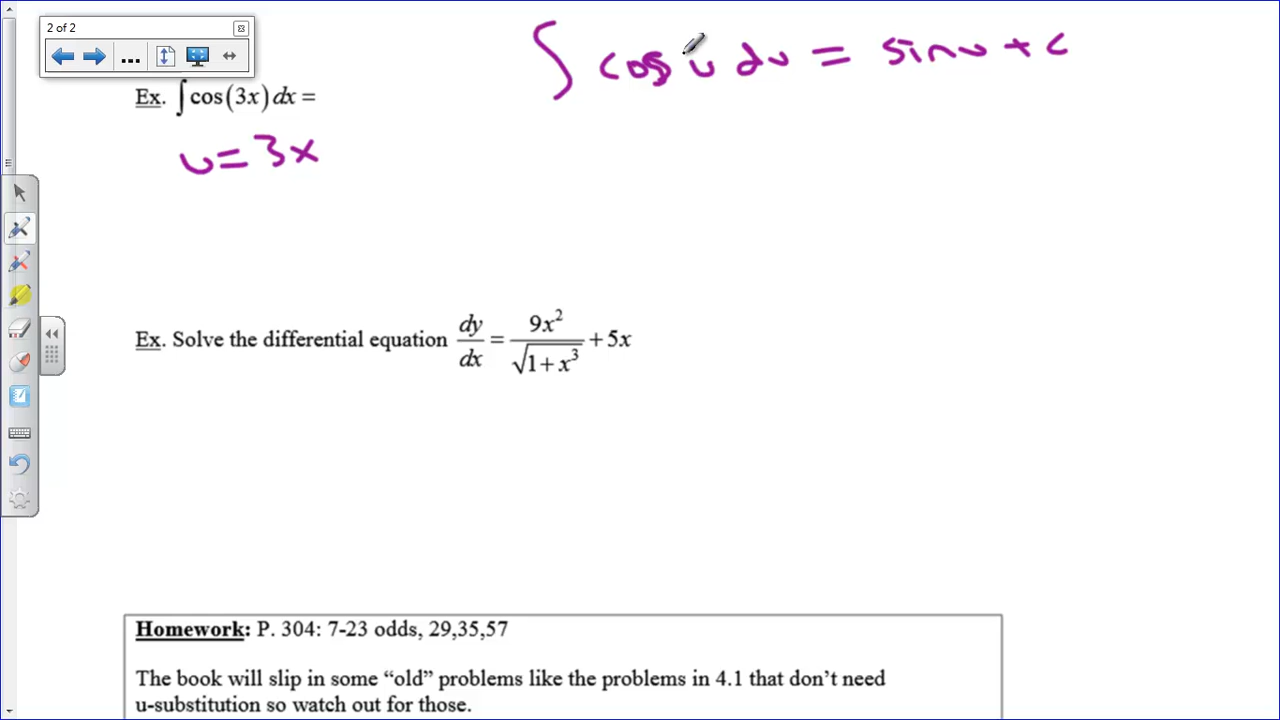 2 of 2
∫ cos u du = sin u + c
Ex. ∫ cos(3x) dx =
u = 3x
Ex. Solve the differential equation dy/dx = 9x²/√(1+x³) + 5x
Homework: P. 304: 7-23 odds, 29,35,57
The book will slip in some “old” problems like the problems in 4.1 that don’t need
u-substitution so watch out for those.